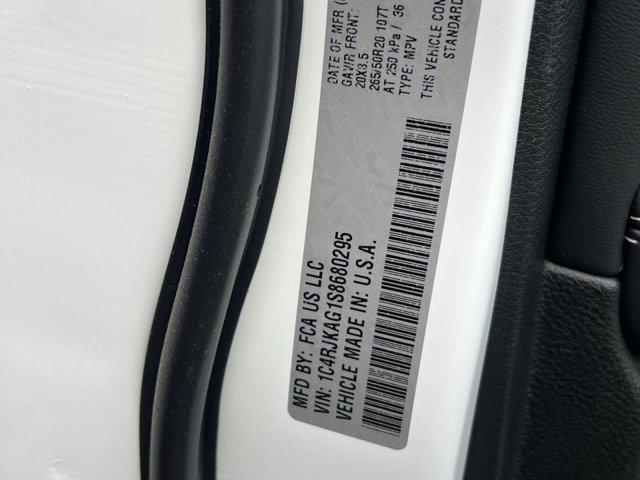 MFD BY: FCA US LLC
VIN: 1C4RJKAG1S8680295
VEHICLE MADE IN: U.S.A.
DATE OF MFR (
GAWR FRONT:
20X8.5
265/50R20 107T
AT 250 kPa / 36
TYPE: MPV
THIS VEHICLE CON
STANDARD